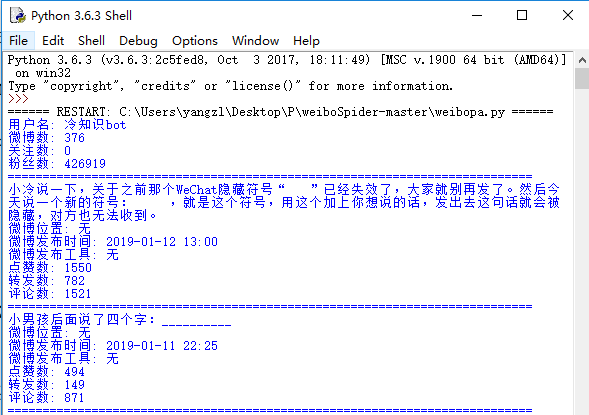 Python 3.6.3 Shell
File Edit Shell Debug Options Window Help
Python 3.6.3 (v3.6.3:2c5fed8, Oct  3 2017, 18:11:49) [MSC v.1900 64 bit (AMD64)]
 on win32
Type "copyright", "credits" or "license()" for more information.
>>>
====== RESTART: C:\Users\yangzl\Desktop\P\weiboSpider-master\weibopa.py ======
用户名: 冷知识bot
微博数: 376
关注数: 0
粉丝数: 426919
===========================================================================
小冷说一下，关于之前那个WeChat隐藏符号“    ”已经失效了，大家就别再发了。然后今
天说一个新的符号：      ，就是这个符号，用这个加上你想说的话，发出去这句话就会被
隐藏，对方也无法收到。
微博位置: 无
微博发布时间: 2019-01-12 13:00
微博发布工具: 无
点赞数: 1550
转发数: 782
评论数: 1521
===========================================================================
小男孩后面说了四个字：__________
微博位置: 无
微博发布时间: 2019-01-11 22:25
微博发布工具: 无
点赞数: 494
转发数: 149
评论数: 871
===========================================================================